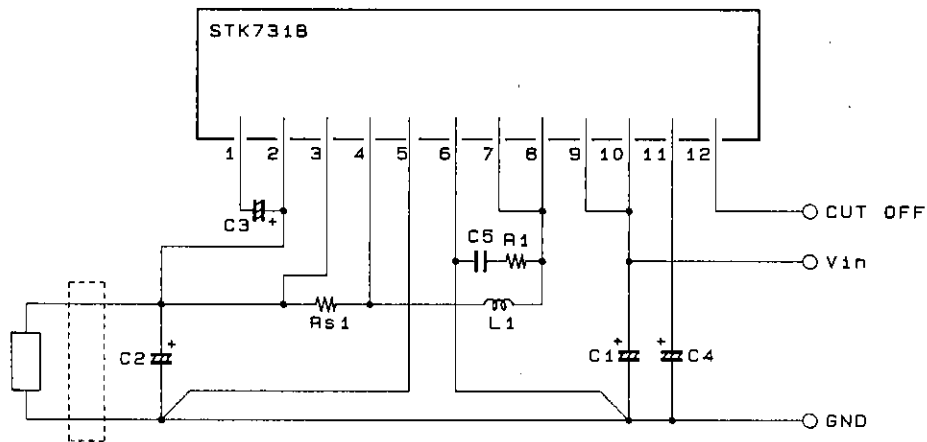 STK7318
1 2 3 4 5 6 7 8 9 10 11 12
C3 +
CUT OFF
C5 R1
Vin
Rs1 L1
C2 + C1 + C4 +
GND